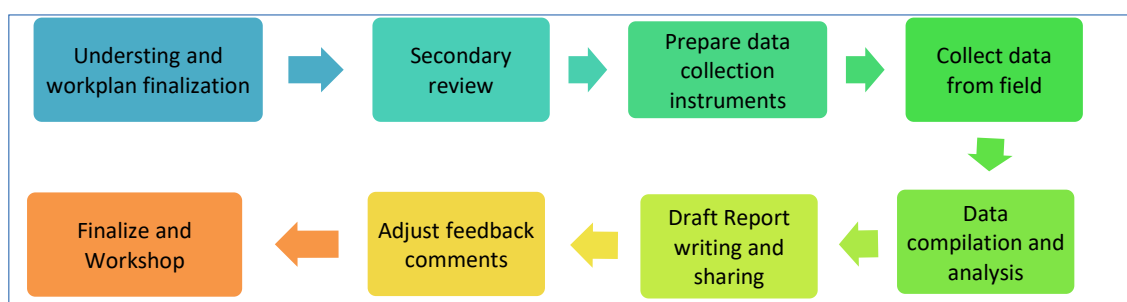 Understing and
workplan finalization
Secondary
review
Prepare data
collection
instruments
Collect data
from field
Data
compilation and
analysis
Draft Report
writing and
sharing
Adjust feedback
comments
Finalize and
Workshop